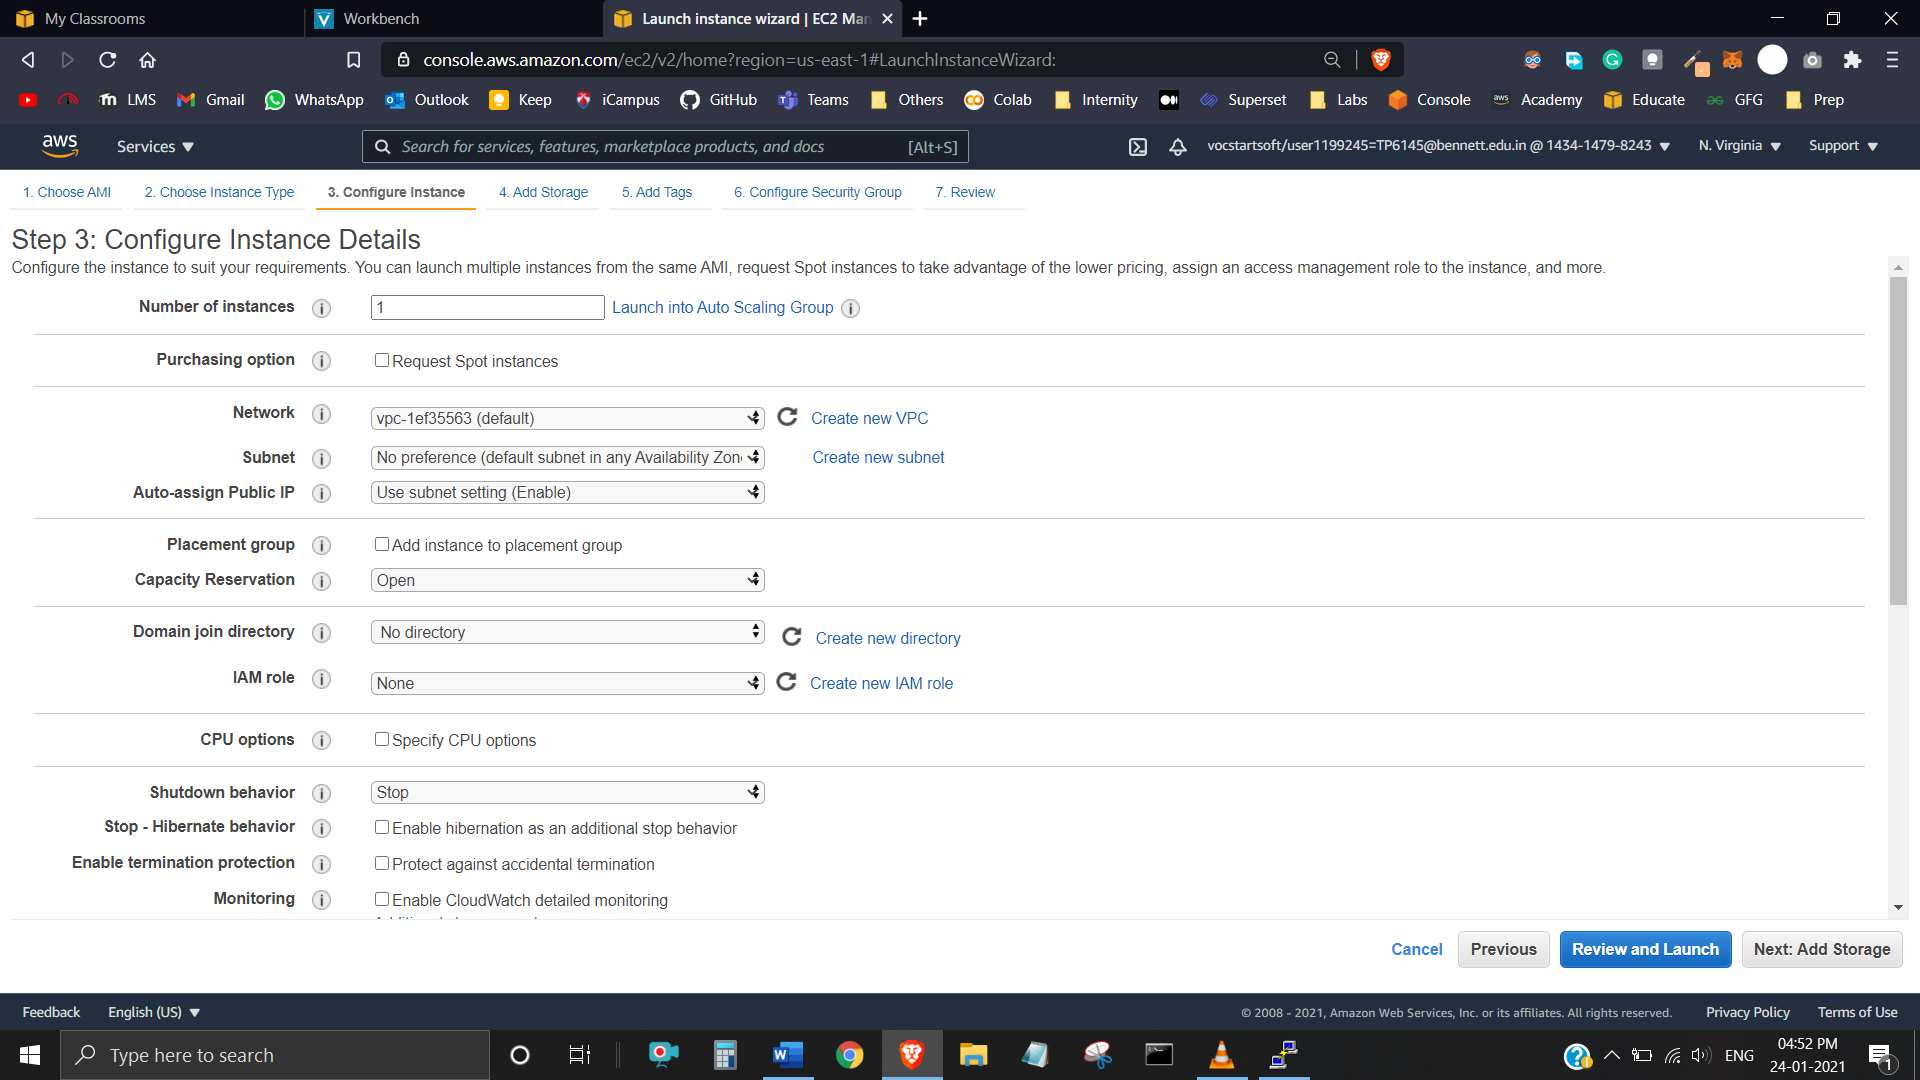 My Classrooms
Workbench
Launch instance wizard | EC2 Man
console.aws.amazon.com/ec2/v2/home?region=us-east-1#LaunchInstanceWizard:
LMS Gmail WhatsApp Outlook Keep iCampus GitHub Teams Others Colab Internity Superset Labs Console aws Academy Educate GFG Prep
aws Services Search for services, features, marketplace products, and docs [Alt+S] vocstartsoft/user1199245=TP6145@bennett.edu.in @ 1434-1479-8243 N. Virginia Support
1. Choose AMI 2. Choose Instance Type 3. Configure Instance 4. Add Storage 5. Add Tags 6. Configure Security Group 7. Review
Step 3: Configure Instance Details
Configure the instance to suit your requirements. You can launch multiple instances from the same AMI, request Spot instances to take advantage of the lower pricing, assign an access management role to the instance, and more.
Number of instances 1 Launch into Auto Scaling Group
Purchasing option Request Spot instances
Network vpc-1ef35563 (default) Create new VPC
Subnet No preference (default subnet in any Availability Zon Create new subnet
Auto-assign Public IP Use subnet setting (Enable)
Placement group Add instance to placement group
Capacity Reservation Open
Domain join directory No directory Create new directory
IAM role None Create new IAM role
CPU options Specify CPU options
Shutdown behavior Stop
Stop - Hibernate behavior Enable hibernation as an additional stop behavior
Enable termination protection Protect against accidental termination
Monitoring Enable CloudWatch detailed monitoring
Cancel Previous Review and Launch Next: Add Storage
Feedback English (US) © 2008 - 2021, Amazon Web Services, Inc. or its affiliates. All rights reserved. Privacy Policy Terms of Use
Type here to search ENG 04:52 PM
24-01-2021 1